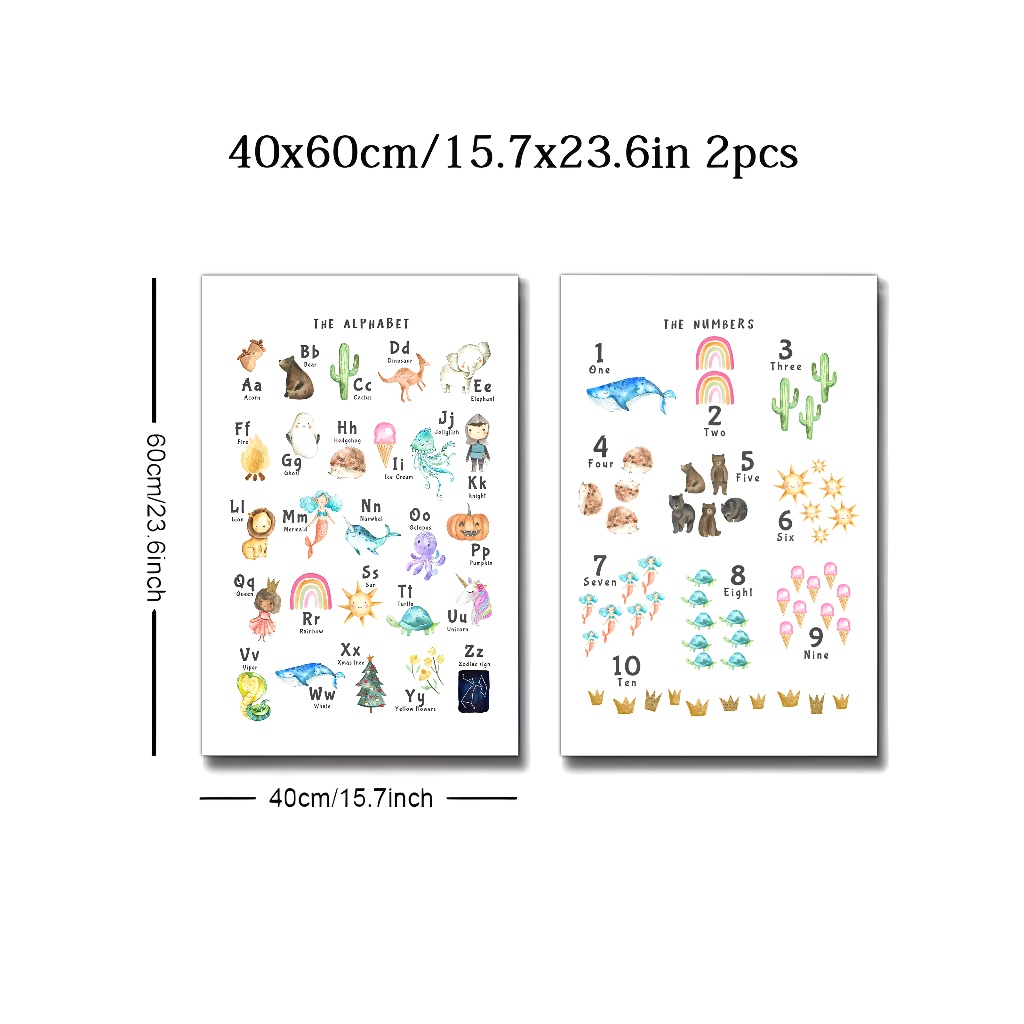 40x60cm/15.7x23.6in 2pcs
60cm/23.6inch
40cm/15.7inch
THE ALPHABET
Aa
Acorn
Bb
Bear
Cc
Cactus
Dd
Dinosaur
Ee
Elephant
Ff
Fire
Gg
Ghost
Hh
Hedgehog
Ii
Ice Cream
Jj
Jellyfish
Kk
Knight
Ll
Lion
Mm
Mermaid
Nn
Narwhal
Oo
Octopus
Pp
Pumpkin
Qq
Queen
Rr
Rainbow
Ss
Sun
Tt
Turtle
Uu
Unicorn
Vv
Viper
Ww
Whale
Xx
Xmas tree
Yy
Yellow flowers
Zz
Zodiac sign
THE NUMBERS
1
One
2
Two
3
Three
4
Four
5
Five
6
Six
7
Seven
8
Eight
9
Nine
10
Ten